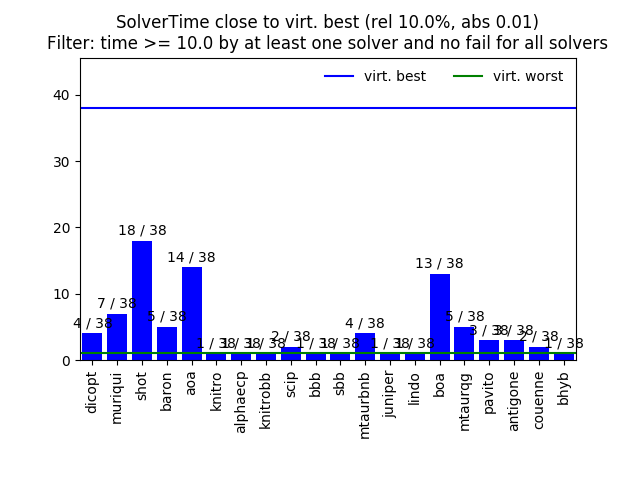 SolverTime close to virt. best (rel 10.0%, abs 0.01)
Filter: time >= 10.0 by at least one solver and no fail for all solvers
virt. best
virt. worst
40
30
20
10
0
4 / 38
7 / 38
18 / 38
5 / 38
14 / 38
1 / 38
1 / 38
1 / 38
2 / 38
1 / 38
1 / 38
4 / 38
1 / 38
1 / 38
13 / 38
5 / 38
3 / 38
3 / 38
2 / 38
1 / 38
dicopt
muriqui
shot
baron
aoa
knitro
alphaecp
knitrobb
scip
bbb
sbb
mtaurbnb
juniper
lindo
boa
mtaurqg
pavito
antigone
couenne
bhyb